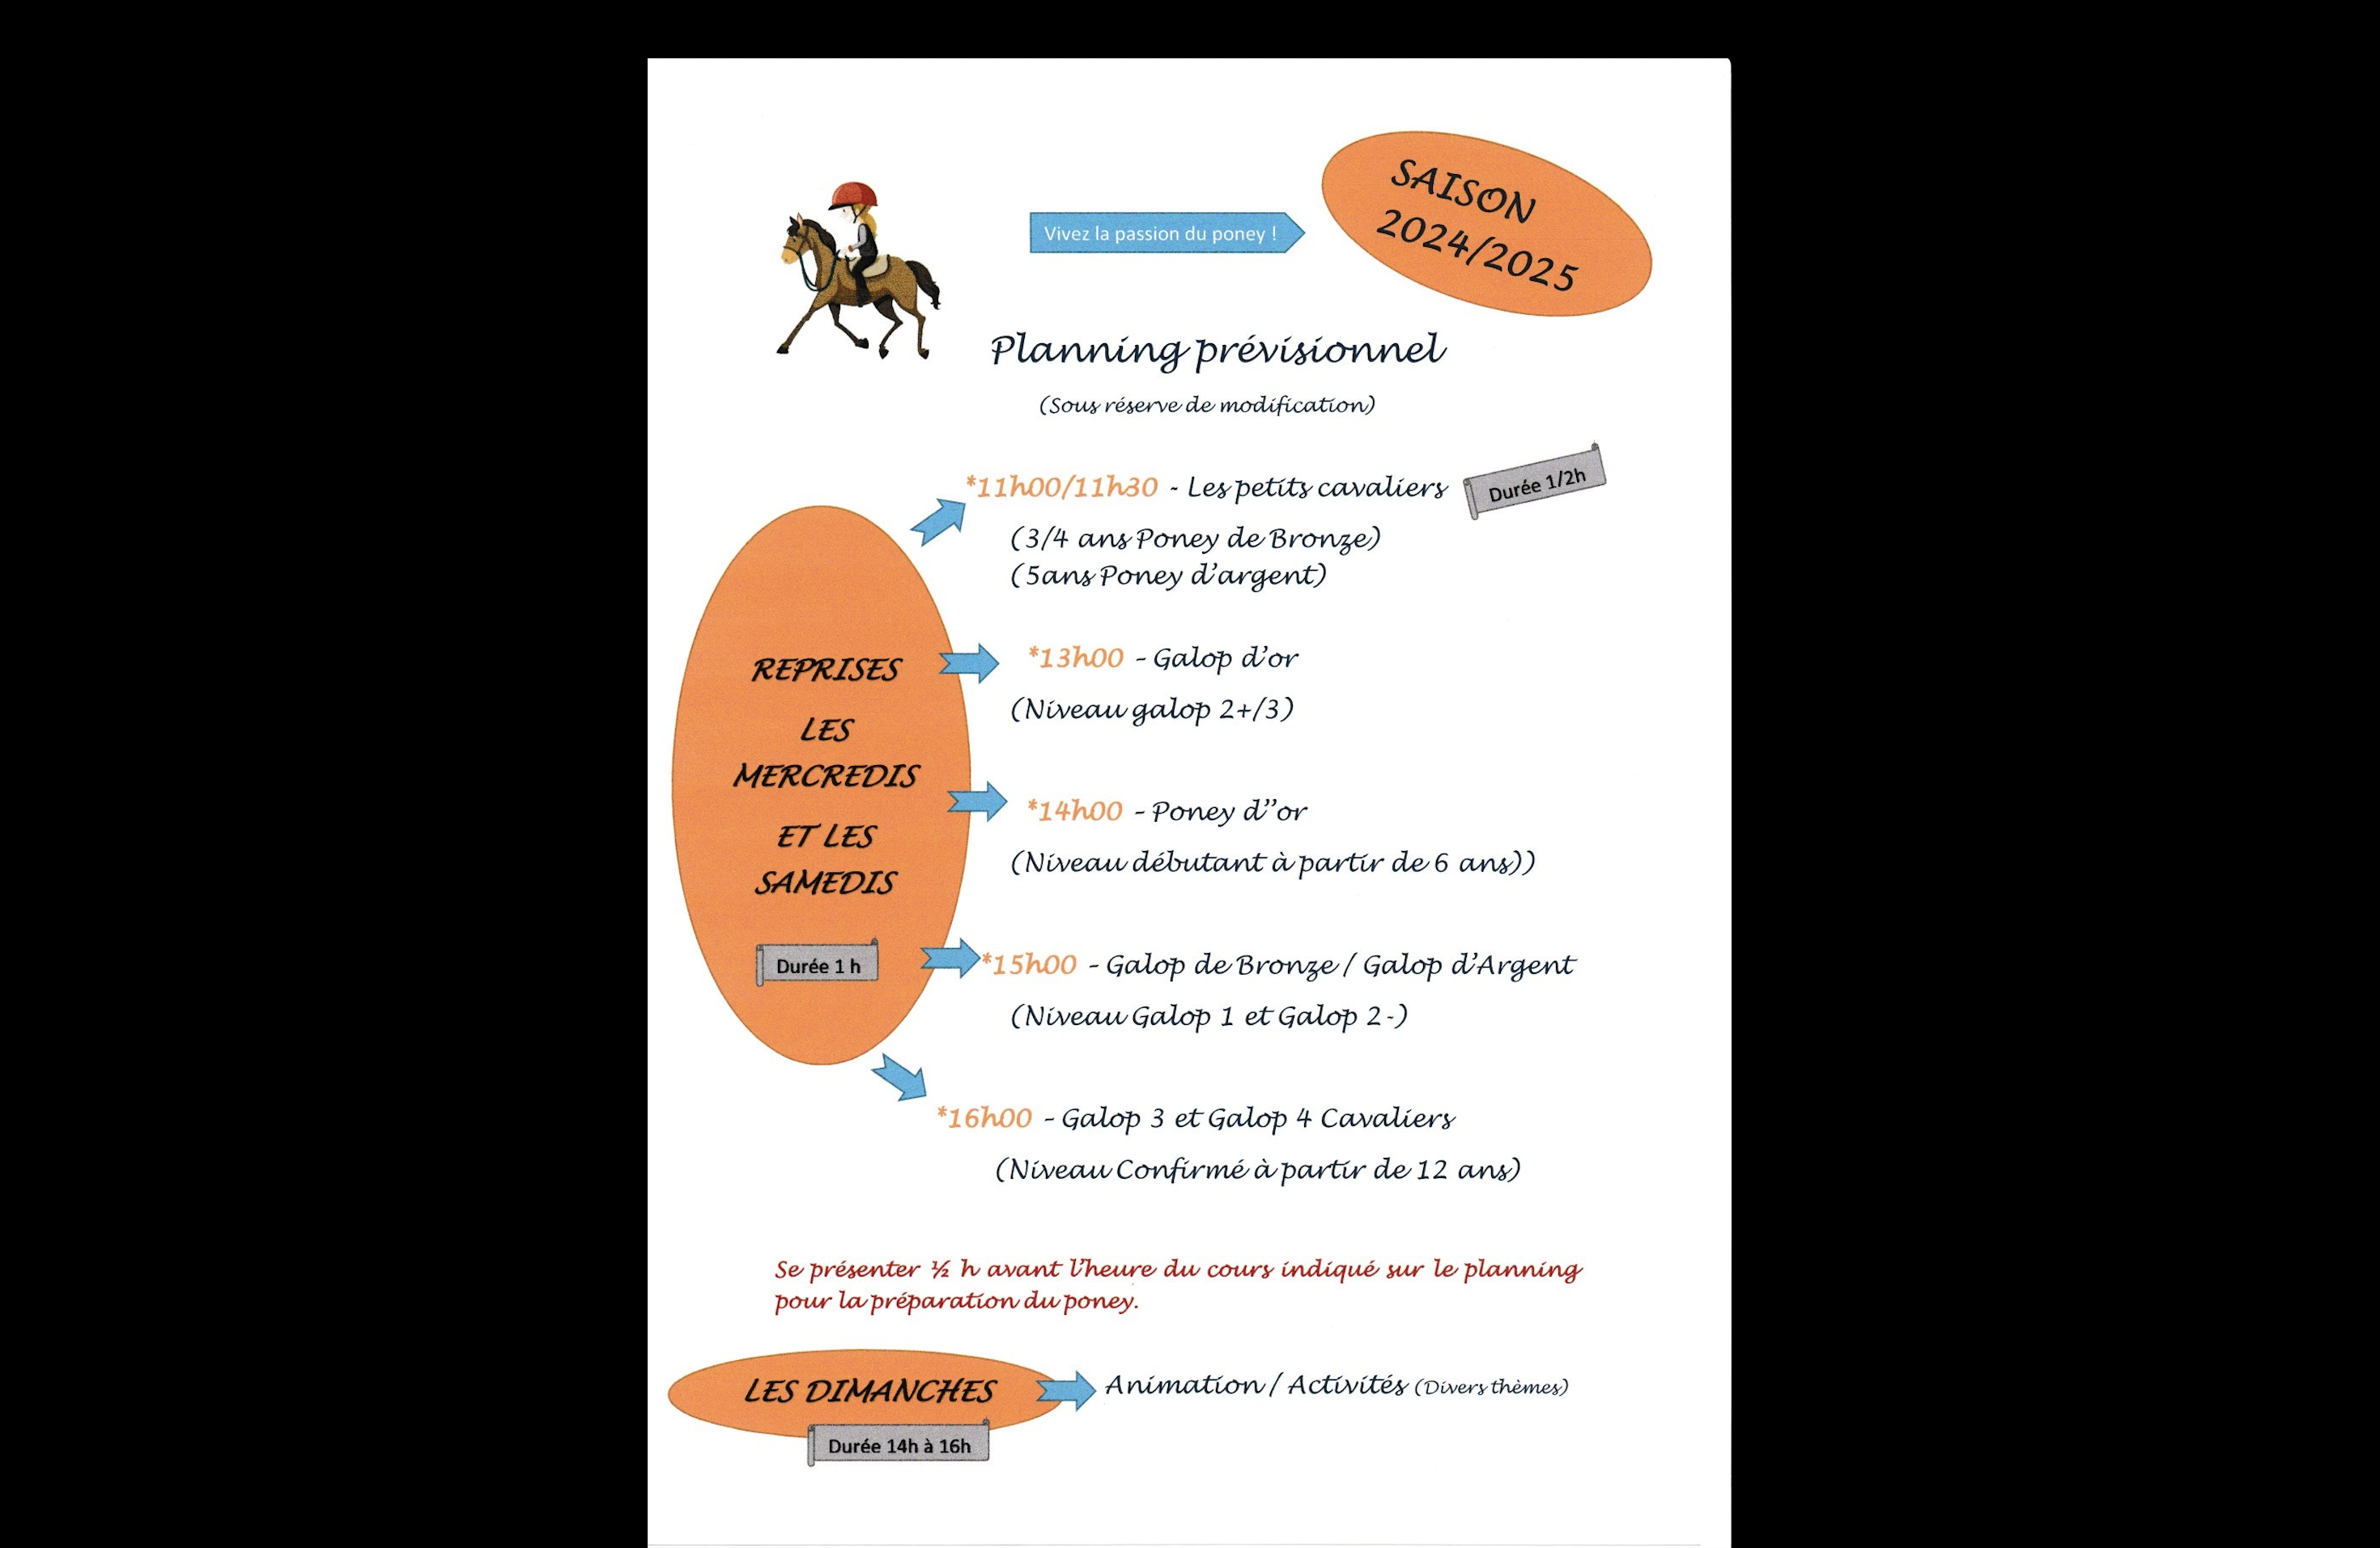 SAISON
2024/2025
Vivez la passion du poney !
Planning prévisionnel
(Sous réserve de modification)
*11h00/11h30 - Les petits cavaliers
Durée 1/2h
(3/4 ans Poney de Bronze)
(5ans Poney d'argent)
REPRISES
LES
MERCREDIS
ET LES
SAMEDIS
Durée 1 h
*13h00 – Galop d'or
(Niveau galop 2+/3)
*14h00 – Poney d''or
(Niveau débutant à partir de 6 ans))
*15h00 – Galop de Bronze / Galop d'Argent
(Niveau Galop 1 et Galop 2-)
*16h00 – Galop 3 et Galop 4 Cavaliers
(Niveau Confirmé à partir de 12 ans)
Se présenter ½ h avant l'heure du cours indiqué sur le planning
pour la préparation du poney.
LES DIMANCHES
Animation / Activités (Divers thèmes)
Durée 14h à 16h